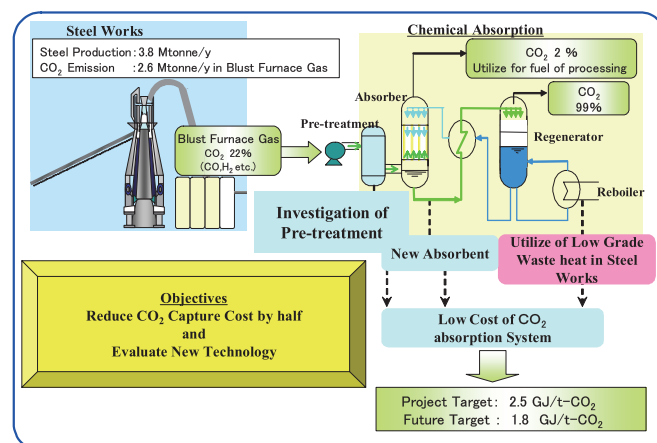 Steel Works
Steel Production:3.8 Mtonne/y
CO₂ Emission :2.6 Mtonne/y in Blust Furnace Gas
Chemical Absorption
CO₂ 2 %
Utilize for fuel of processing
CO₂
99%
Absorber
Pre-treatment
Regenerator
Blust Furnace Gas
CO₂ 22%
(CO,H₂ etc.)
Reboiler
Investigation of
Pre-treatment
New Absorbent
Utilize of Low Grade
Waste heat in Steel
Works
Objectives
Reduce CO₂ Capture Cost by half
and
Evaluate New Technology
Low Cost of CO₂
absorption System
Project Target: 2.5 GJ/t-CO₂
Future Target : 1.8 GJ/t-CO₂